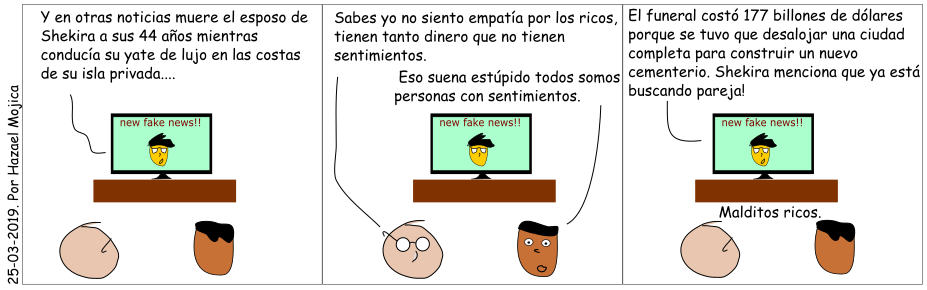 Y en otras noticias muere el esposo de
Shekira a sus 44 años mientras
conducía su yate de lujo en las costas
de su isla privada....
new fake news!!
Sabes yo no siento empatía por los ricos,
tienen tanto dinero que no tienen
sentimientos.
Eso suena estúpido todos somos
personas con sentimientos.
new fake news!!
El funeral costó 177 billones de dólares
porque se tuvo que desalojar una ciudad
completa para construir un nuevo
cementerio. Shekira menciona que ya está
buscando pareja!
new fake news!!
Malditos ricos.
25-03-2019. Por Hazael Mojica